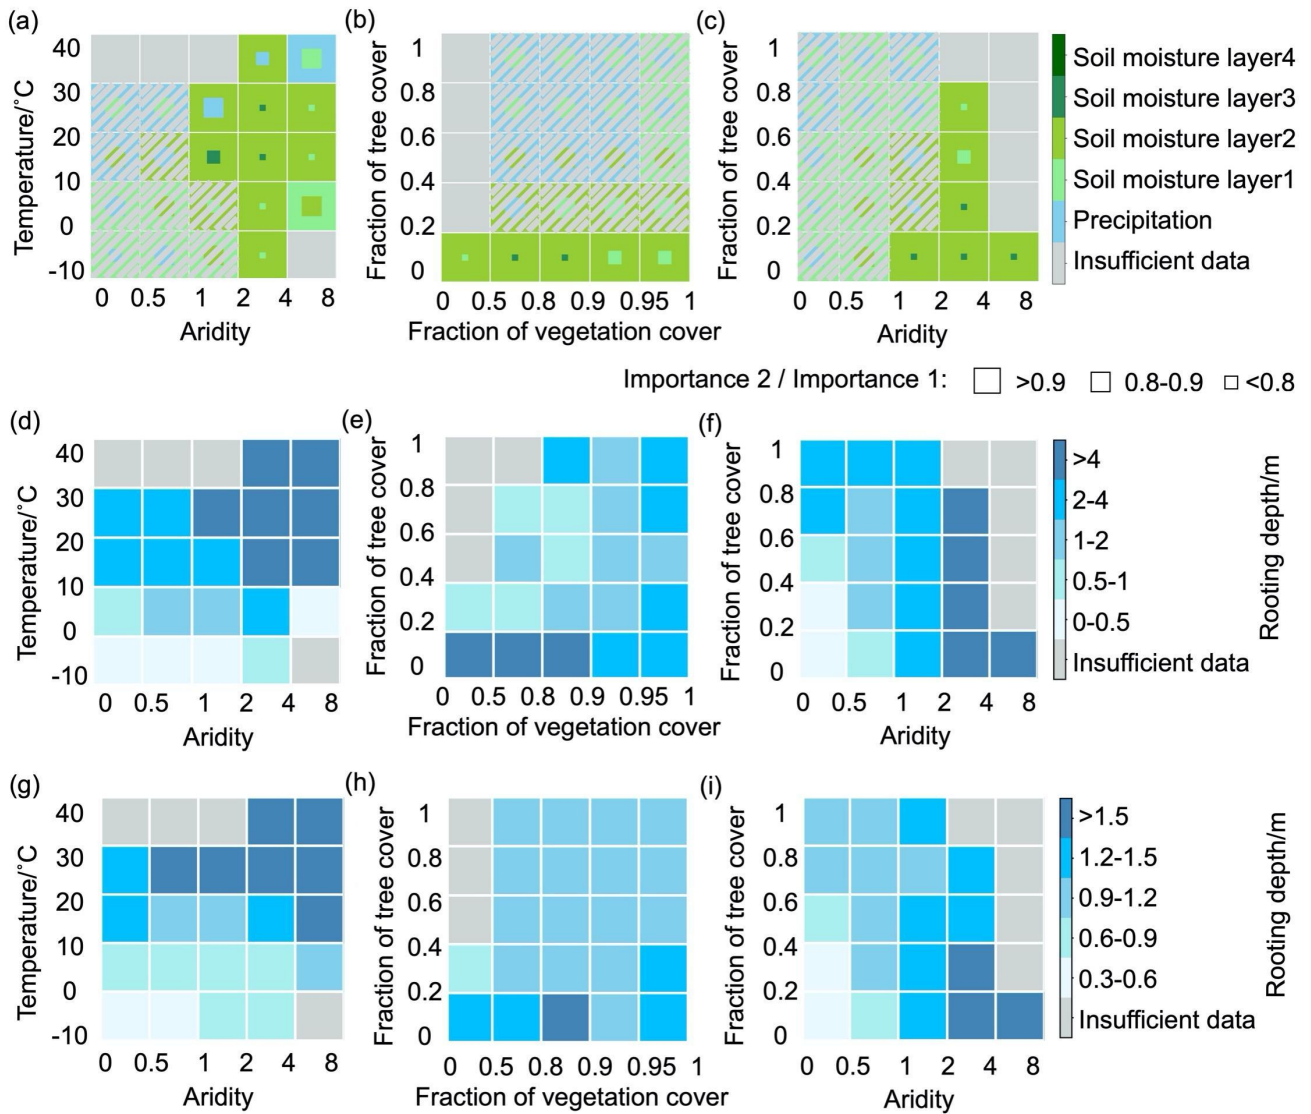 (a)
Temperature/˚C
40
30
20
10
0
-10
0 0.5 1 2 4 8
Aridity
(b)
Fraction of tree cover
1
0.8
0.6
0.4
0.2
0
0 0.5 0.8 0.9 0.95 1
Fraction of vegetation cover
(c)
Fraction of tree cover
1
0.8
0.6
0.4
0.2
0
0 0.5 1 2 4 8
Aridity
Soil moisture layer4
Soil moisture layer3
Soil moisture layer2
Soil moisture layer1
Precipitation
Insufficient data
Importance 2 / Importance 1: >0.9 0.8-0.9 <0.8
(d)
Temperature/˚C
40
30
20
10
0
-10
0 0.5 1 2 4 8
Aridity
(e)
Fraction of tree cover
1
0.8
0.6
0.4
0.2
0
0 0.5 0.8 0.9 0.95 1
Fraction of vegetation cover
(f)
Fraction of tree cover
1
0.8
0.6
0.4
0.2
0
0 0.5 1 2 4 8
Aridity
>4
2-4
1-2
0.5-1
0-0.5
Insufficient data
Rooting depth/m
(g)
Temperature/˚C
40
30
20
10
0
-10
0 0.5 1 2 4 8
Aridity
(h)
Fraction of tree cover
1
0.8
0.6
0.4
0.2
0
0 0.5 0.8 0.9 0.95 1
Fraction of vegetation cover
(i)
Fraction of tree cover
1
0.8
0.6
0.4
0.2
0
0 0.5 1 2 4 8
Aridity
>1.5
1.2-1.5
0.9-1.2
0.6-0.9
0.3-0.6
Insufficient data
Rooting depth/m